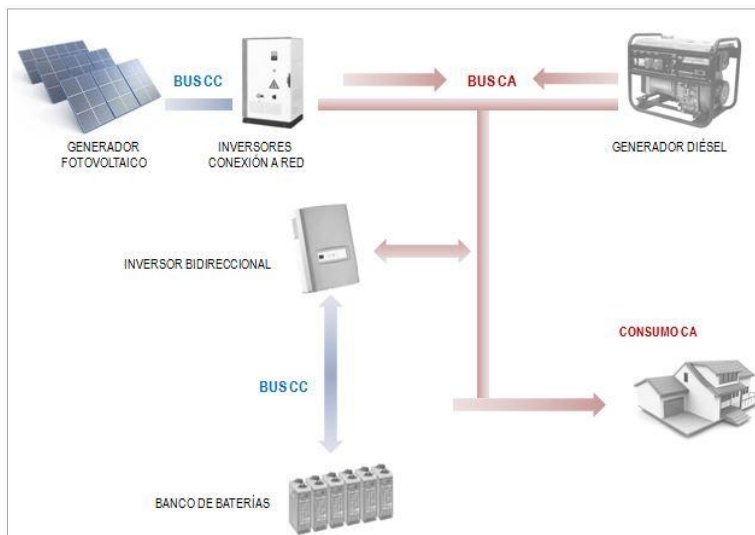 BUS CC
BUS CA
GENERADOR
FOTOVOLTAICO
INVERSORES
CONEXIÓN A RED
GENERADOR DIÉSEL
INVERSOR BIDIRECCIONAL
CONSUMO CA
BUS CC
BANCO DE BATERÍAS